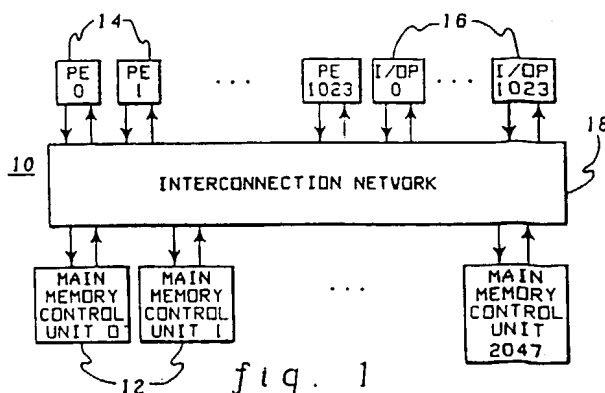 14
16
PE
0
PE
1
...
PE
1023
I/OP
0
...
I/OP
1023
18
10
INTERCONNECTION NETWORK
MAIN
MEMORY
CONTROL
UNIT 0
MAIN
MEMORY
CONTROL
UNIT 1
...
MAIN
MEMORY
CONTROL
UNIT
2047
12
fig. 1